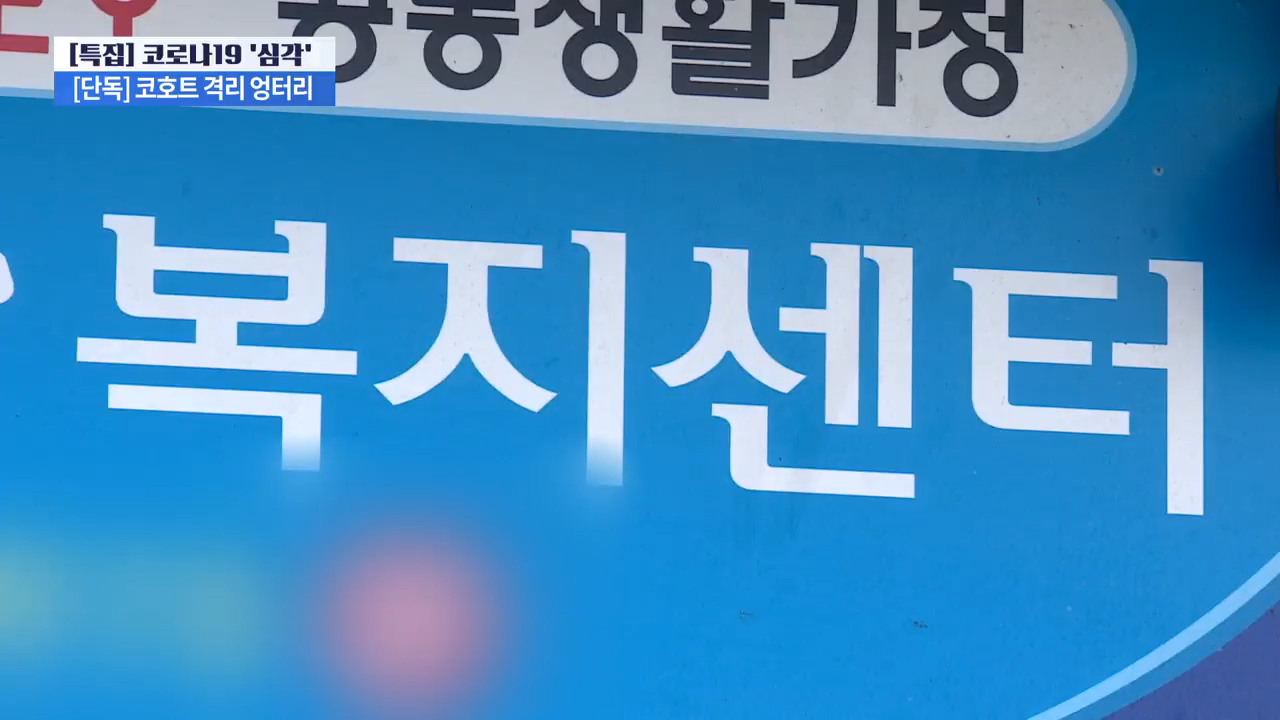 [특집] 코로나19 '심각'
[단독] 코호트 격리 엉터리
공동생활가정
복지센터